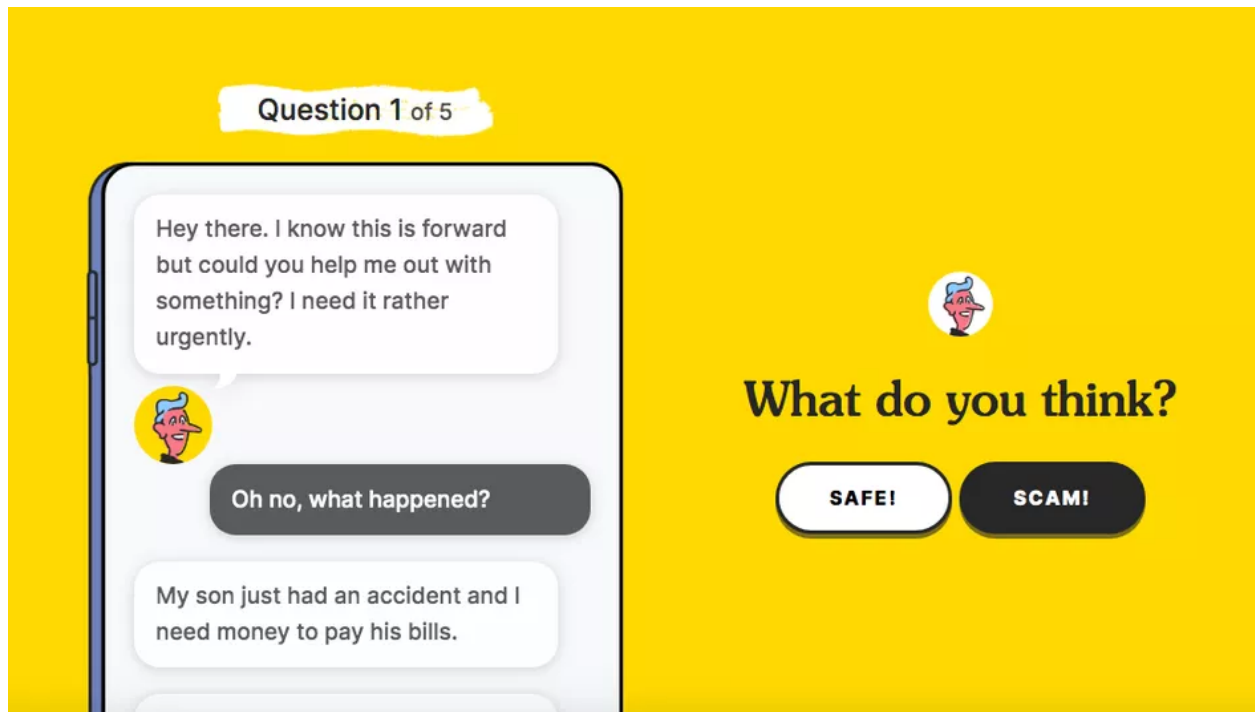 Question 1 of 5
Hey there. I know this is forward
but could you help me out with
something? I need it rather
urgently.
Oh no, what happened?
My son just had an accident and I
need money to pay his bills.
What do you think?
SAFE!
SCAM!